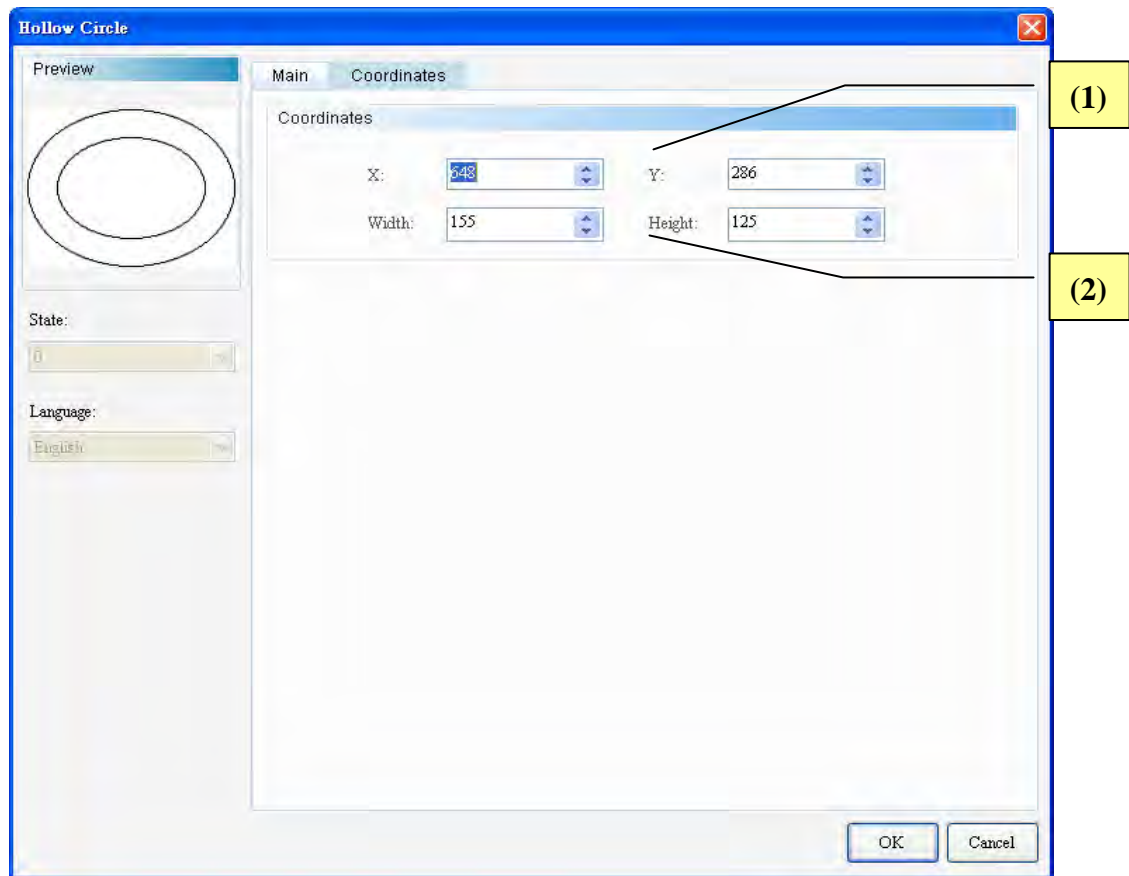 Hollow Circle
Preview
Main Coordinates
(1)
Coordinates
X: 648 Y: 286
Width: 155 Height: 125
(2)
State:
0
Language:
English
OK Cancel